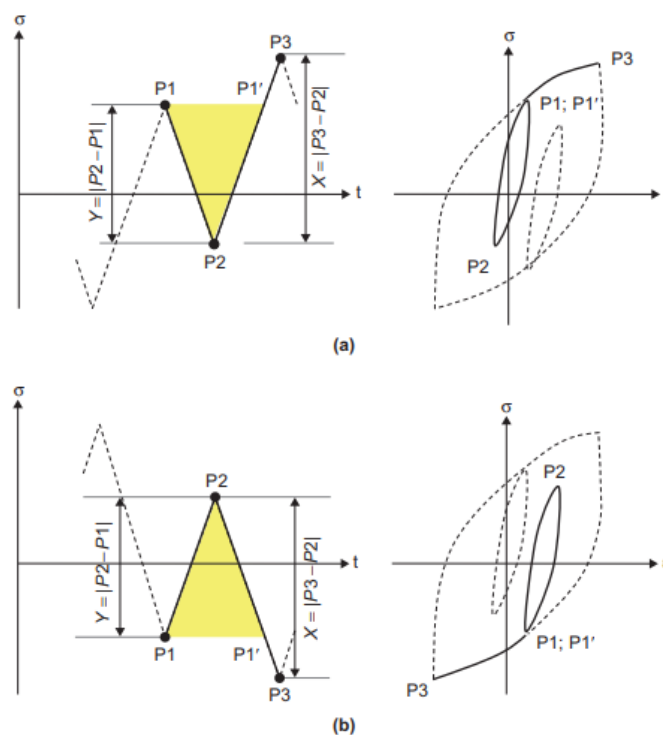 σ
σ
P3
P3
P1
P1′
P1; P1′
Y = |P2 − P1|
X = |P3 − P2|
t
P2
P2
(a)
σ
σ
P2
P2
Y = |P2 − P1|
X = |P3 − P2|
t
P1
P1′
P1; P1′
P3
P3
(b)